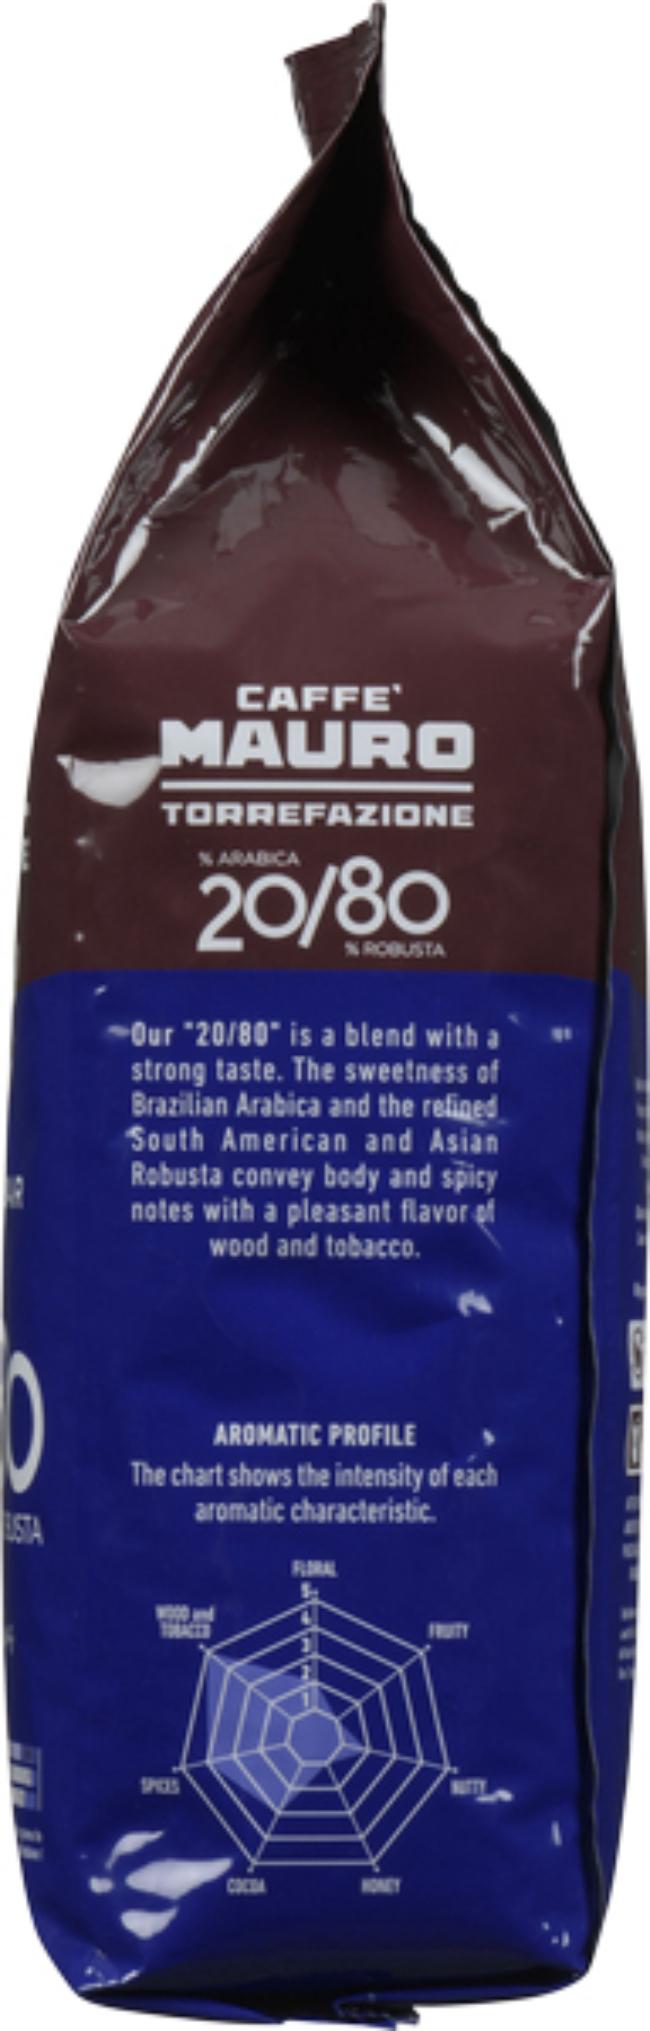 CAFFE`
MAURO
TORREFAZIONE
% ARABICA
20/80
% ROBUSTA
Our "20/80" is a blend with a
strong taste. The sweetness of
Brazilian Arabica and the refined
South American and Asian
Robusta convey body and spicy
notes with a pleasant flavor of
wood and tobacco.
AROMATIC PROFILE
The chart shows the intensity of each
aromatic characteristic.
FLORAL
5
4
3
2
1
WOOD and
TOBACCO
FRUITY
SPICES
NUTTY
COCOA
HONEY